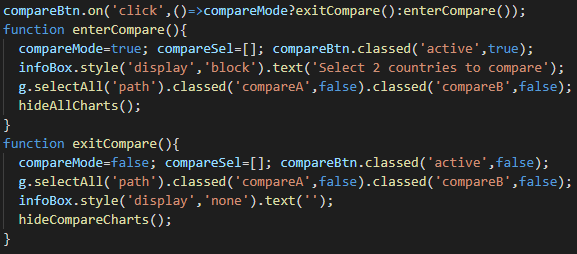 compareBtn.on('click',()=>compareMode?exitCompare():enterCompare());
function enterCompare(){
  compareMode=true; compareSel=[]; compareBtn.classed('active',true);
  infoBox.style('display','block').text('Select 2 countries to compare');
  g.selectAll('path').classed('compareA',false).classed('compareB',false);
  hideAllCharts();
}
function exitCompare(){
  compareMode=false; compareSel=[]; compareBtn.classed('active',false);
  g.selectAll('path').classed('compareA',false).classed('compareB',false);
  infoBox.style('display','none').text('');
  hideCompareCharts();
}